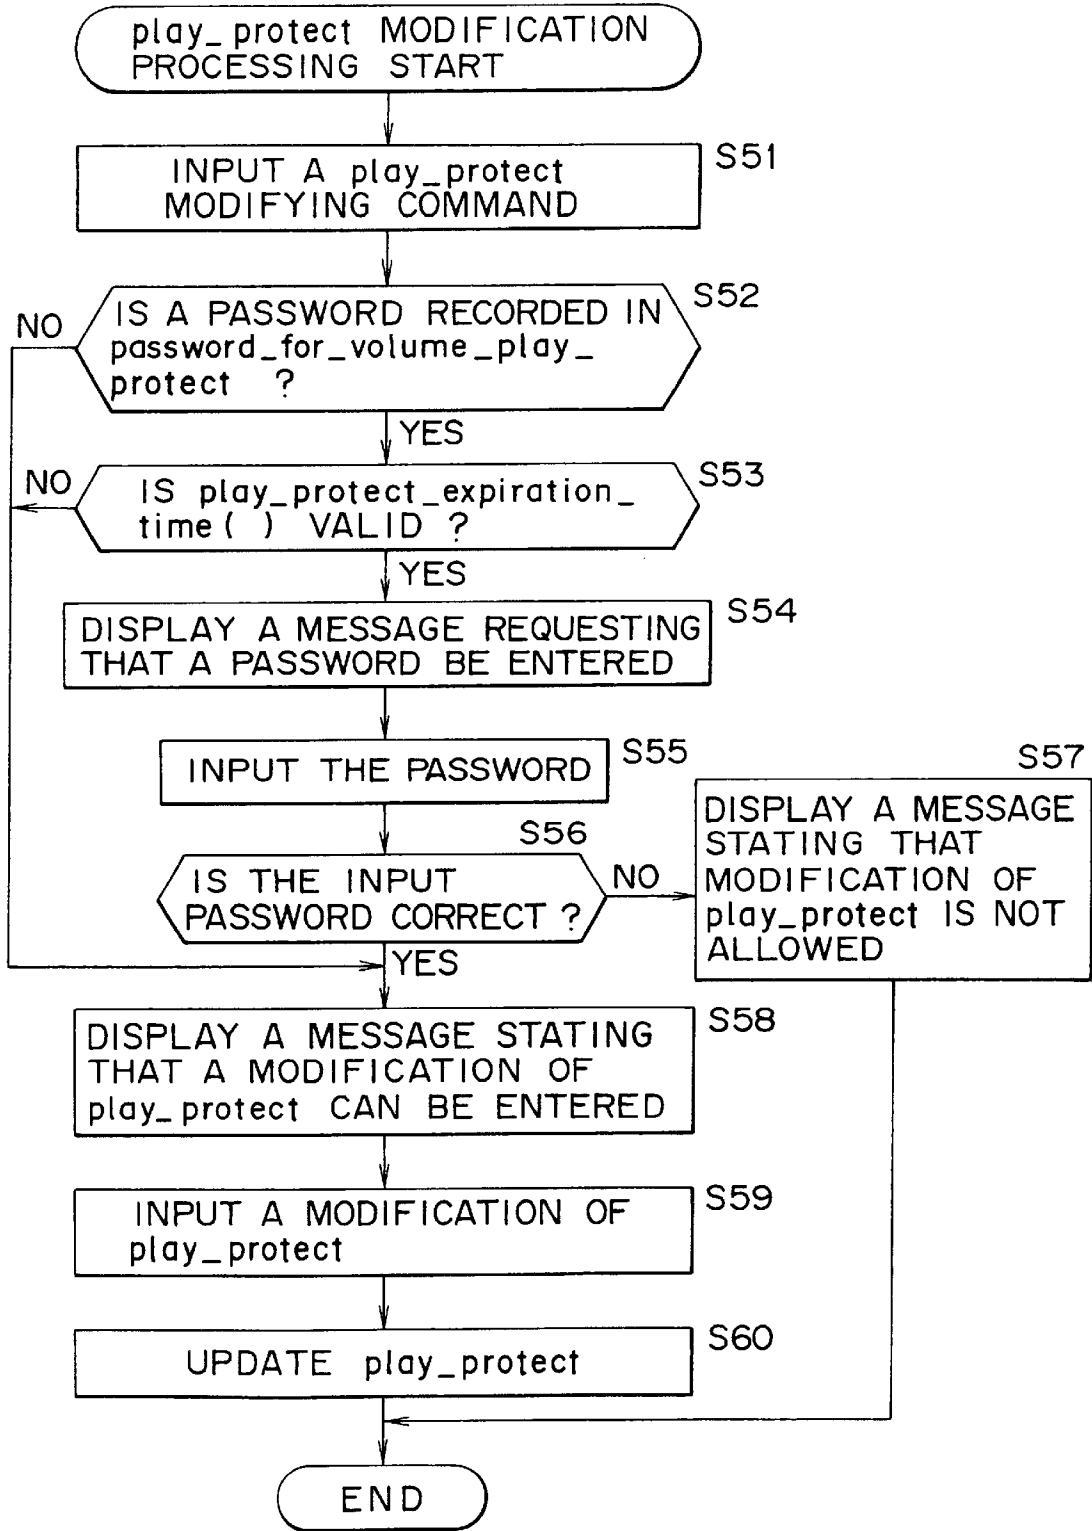 play_protect MODIFICATION
PROCESSING START
S51
INPUT A play_protect
MODIFYING COMMAND
S52
IS A PASSWORD RECORDED IN
password_for_volume_play_
protect ?
NO
YES
S53
IS play_protect_expiration_
time( ) VALID ?
NO
YES
S54
DISPLAY A MESSAGE REQUESTING
THAT A PASSWORD BE ENTERED
S55
INPUT THE PASSWORD
S56
IS THE INPUT
PASSWORD CORRECT ?
NO
YES
S57
DISPLAY A MESSAGE
STATING THAT
MODIFICATION OF
play_protect IS NOT
ALLOWED
S58
DISPLAY A MESSAGE STATING
THAT A MODIFICATION OF
play_protect CAN BE ENTERED
S59
INPUT A MODIFICATION OF
play_protect
S60
UPDATE play_protect
END